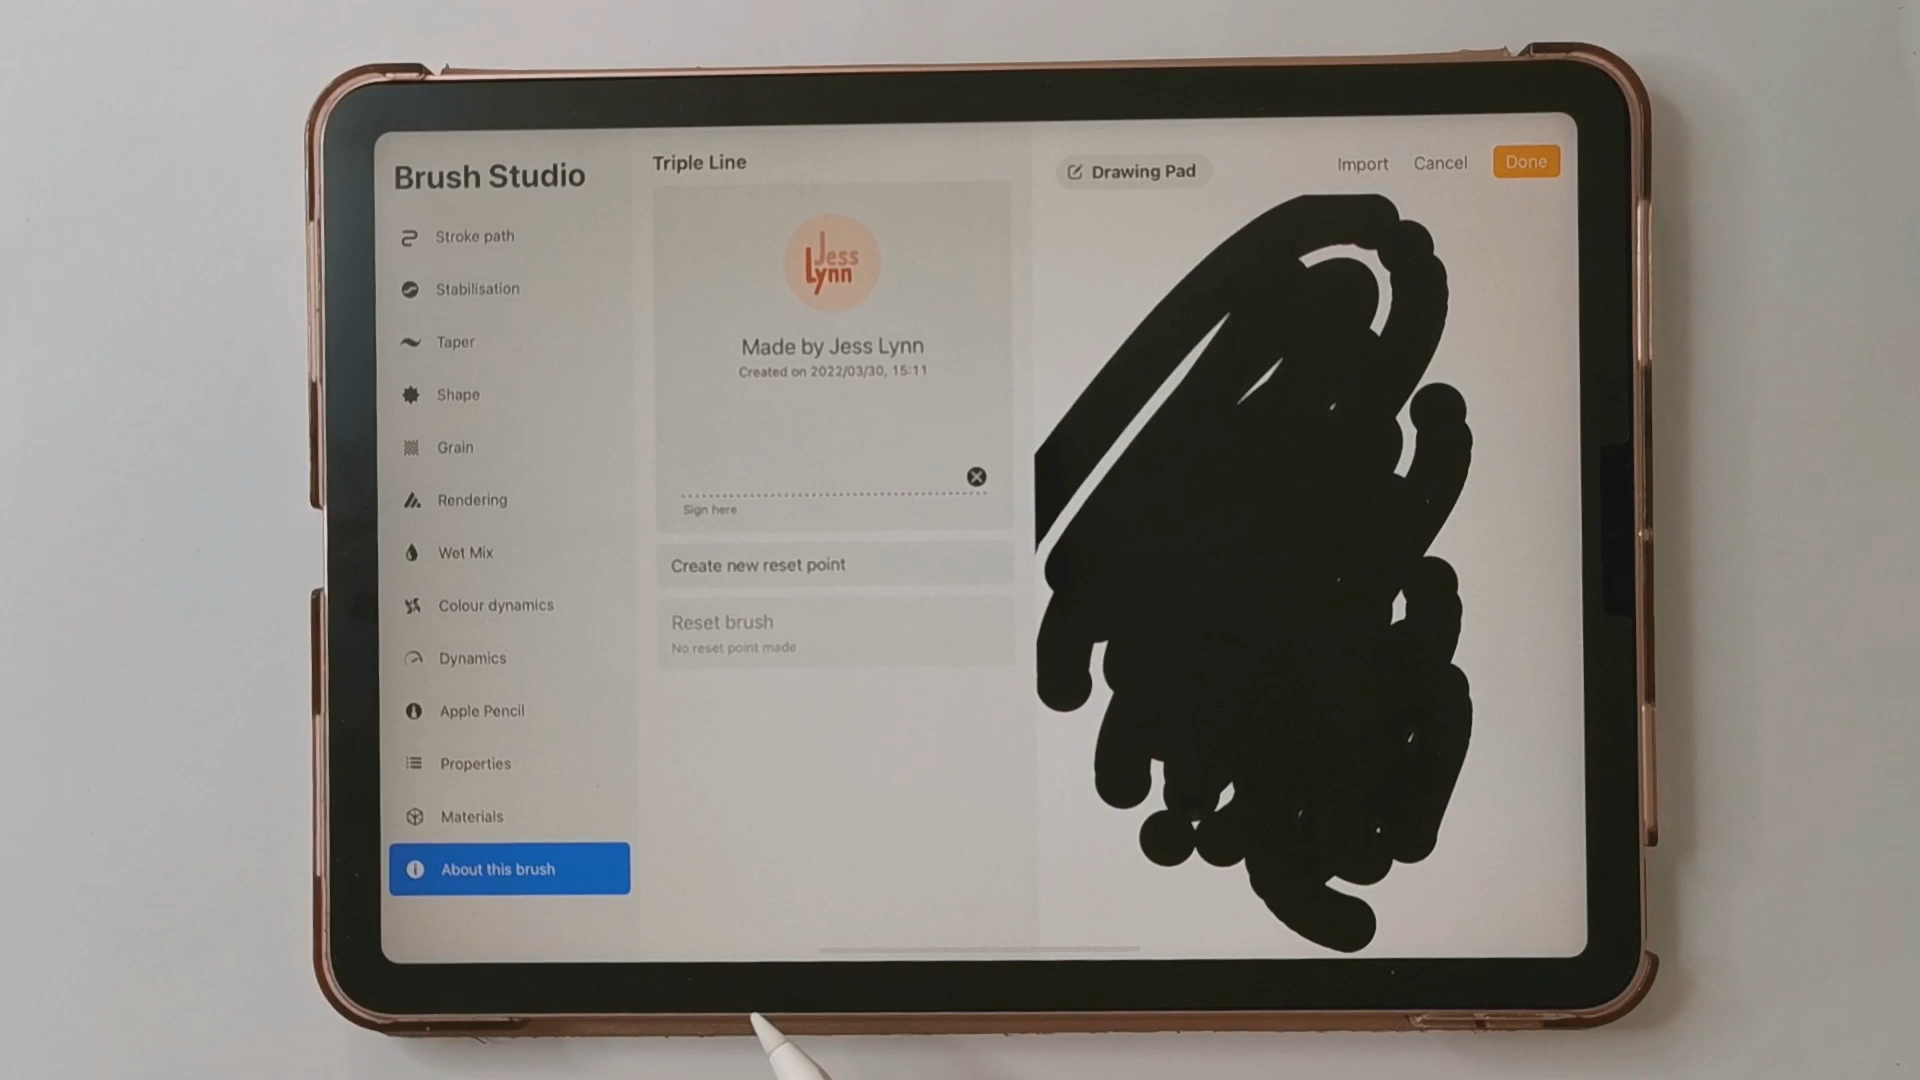 Brush Studio
Stroke path
Stabilisation
Taper
Shape
Grain
Rendering
Wet Mix
Colour dynamics
Dynamics
Apple Pencil
Properties
Materials
About this brush
Triple Line
Jess
Lynn
Made by Jess Lynn
Created on 2022/03/30, 15:11
Sign here
Create new reset point
Reset brush
No reset point made
Drawing Pad
Import
Cancel
Done